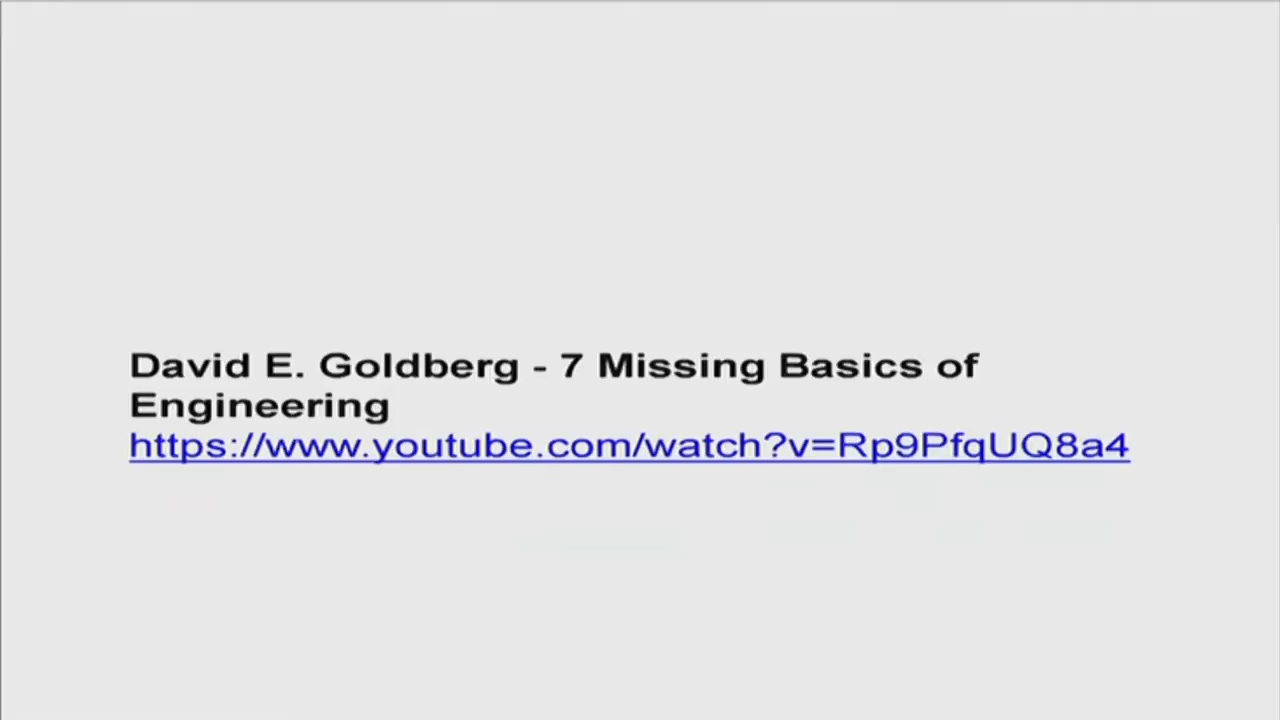 David E. Goldberg - 7 Missing Basics of
Engineering
https://www.youtube.com/watch?v=Rp9PfqUQ8a4